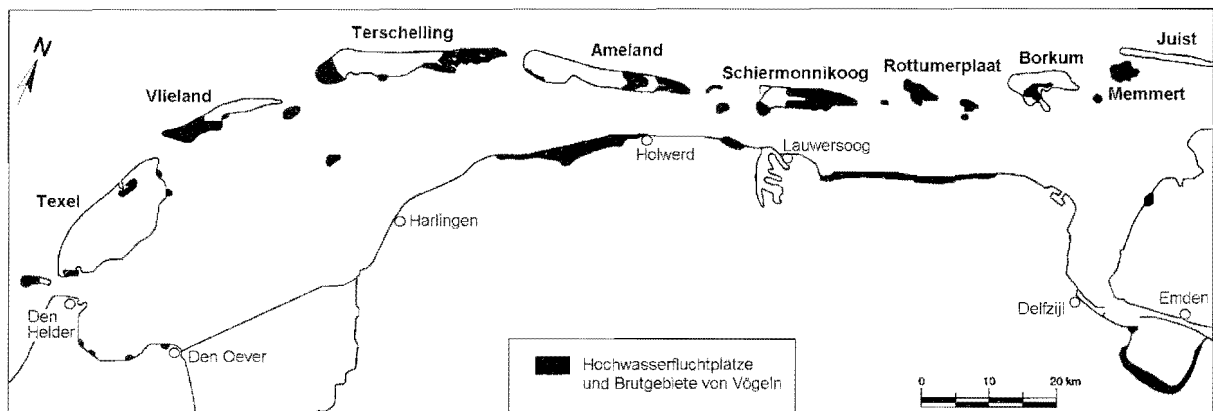 N
Terschelling
Ameland
Juist
Borkum
Rottumerplaat
Schiermonnikoog
Memmert
Vlieland
Holwerd
Lauwersoog
Texel
Harlingen
Den
Helder
Delfzijl
Emden
Den Oever
Hochwasserfluchtplätze
und Brutgebiete von Vögeln
0 10 20 km